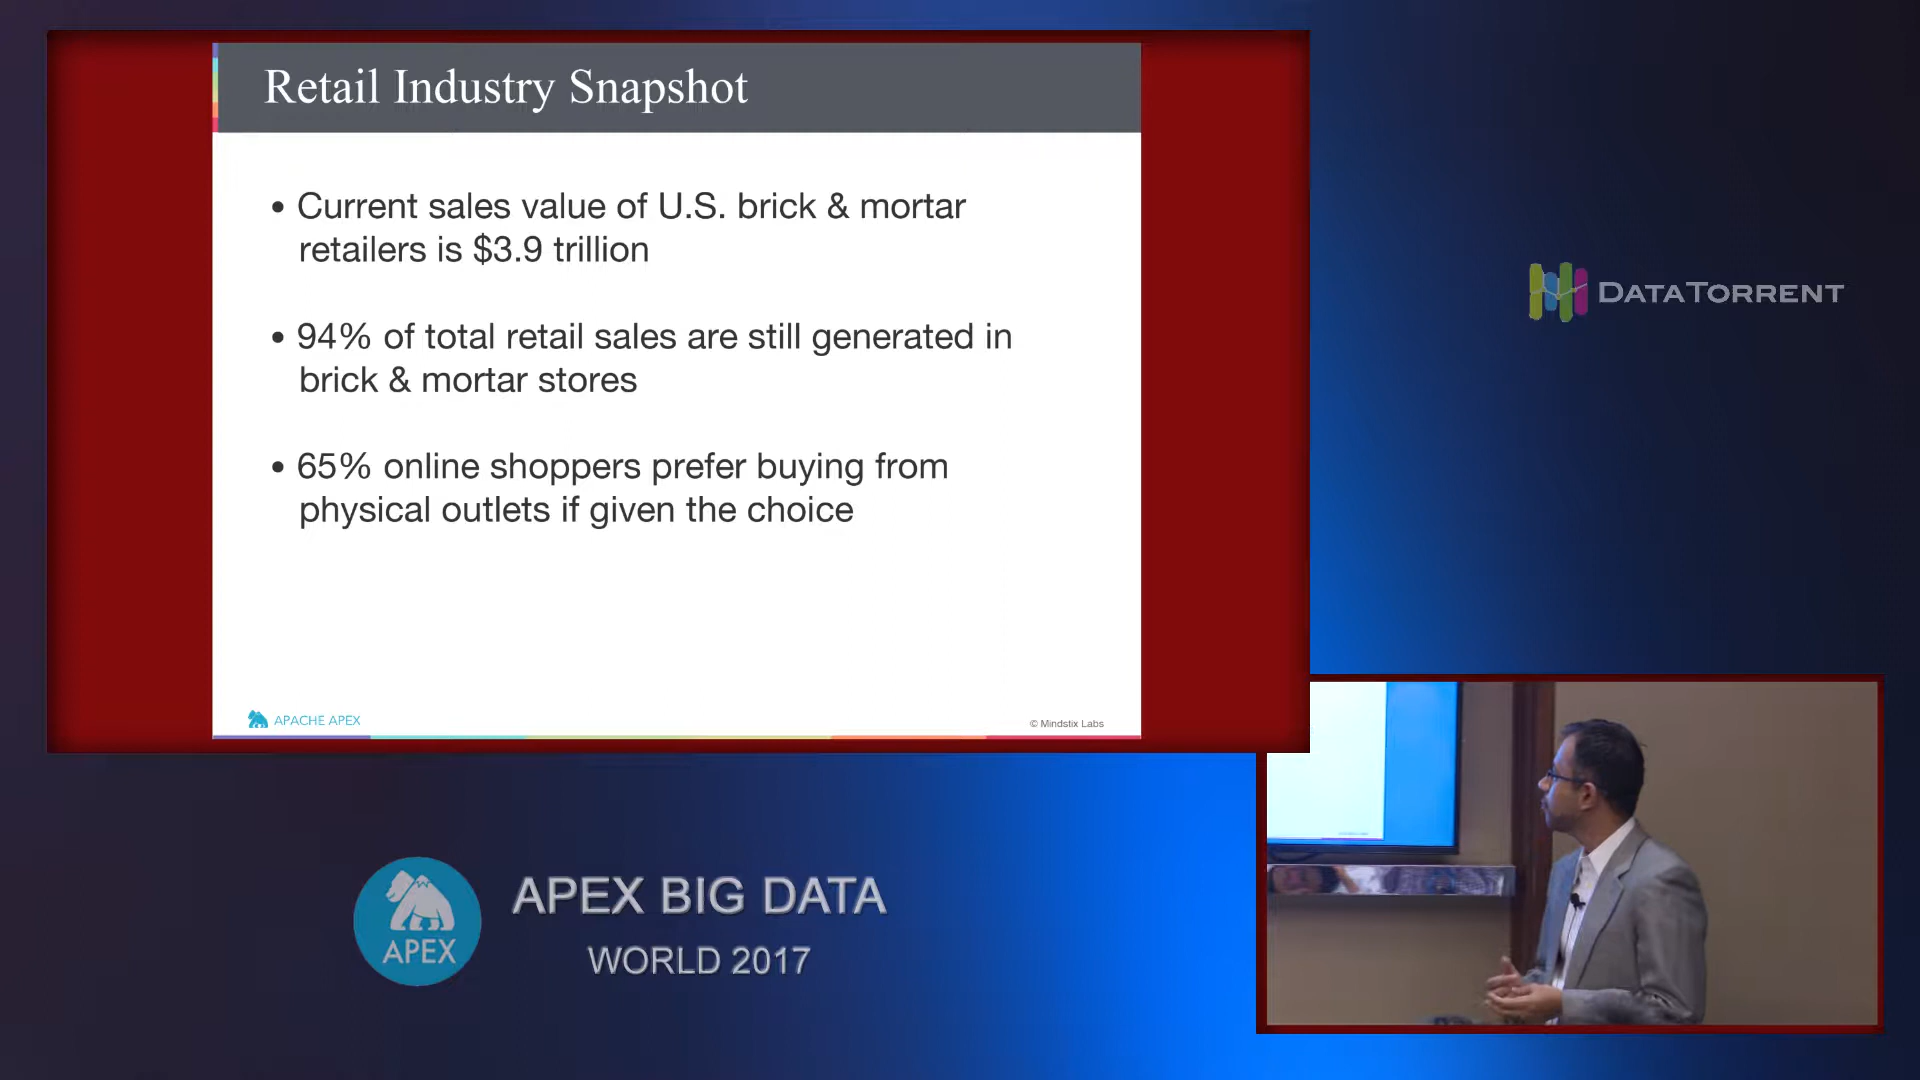 Retail Industry Snapshot
• Current sales value of U.S. brick & mortar
retailers is $3.9 trillion
• 94% of total retail sales are still generated in
brick & mortar stores
• 65% online shoppers prefer buying from
physical outlets if given the choice
APACHE APEX
© Mindstix Labs
DATATORRENT
APEX
APEX BIG DATA
WORLD 2017